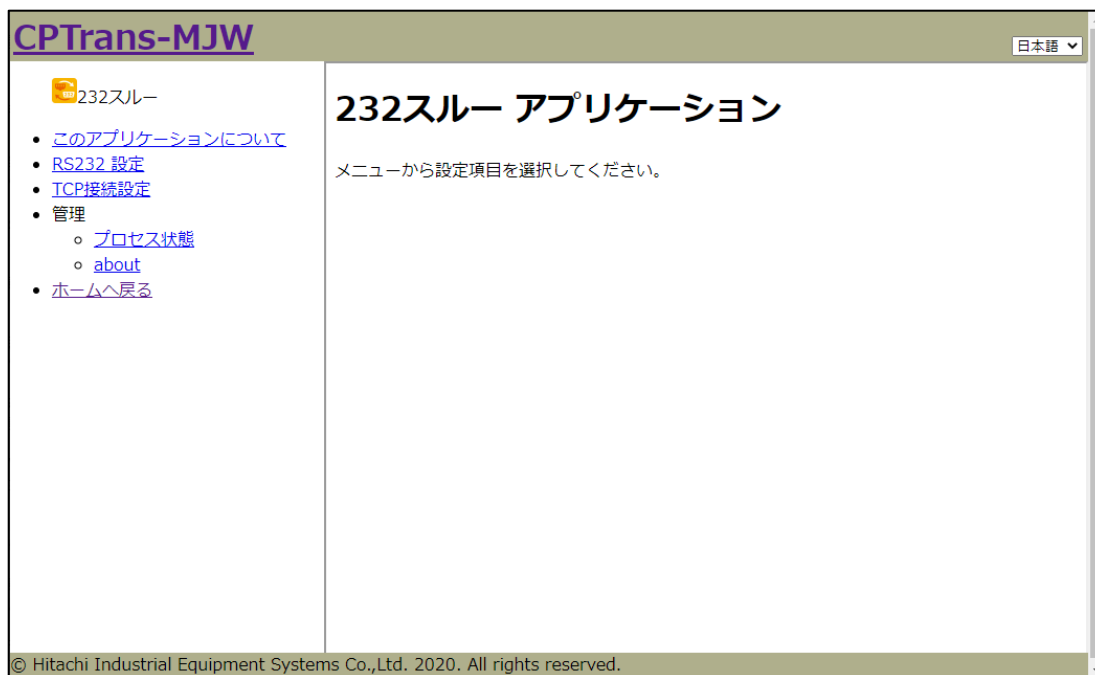 CPTrans-MJW
日本語
232スルー
このアプリケーションについて
RS232 設定
TCP接続設定
管理
プロセス状態
about
ホームへ戻る
232スルー アプリケーション
メニューから設定項目を選択してください。
© Hitachi Industrial Equipment Systems Co.,Ltd. 2020. All rights reserved.